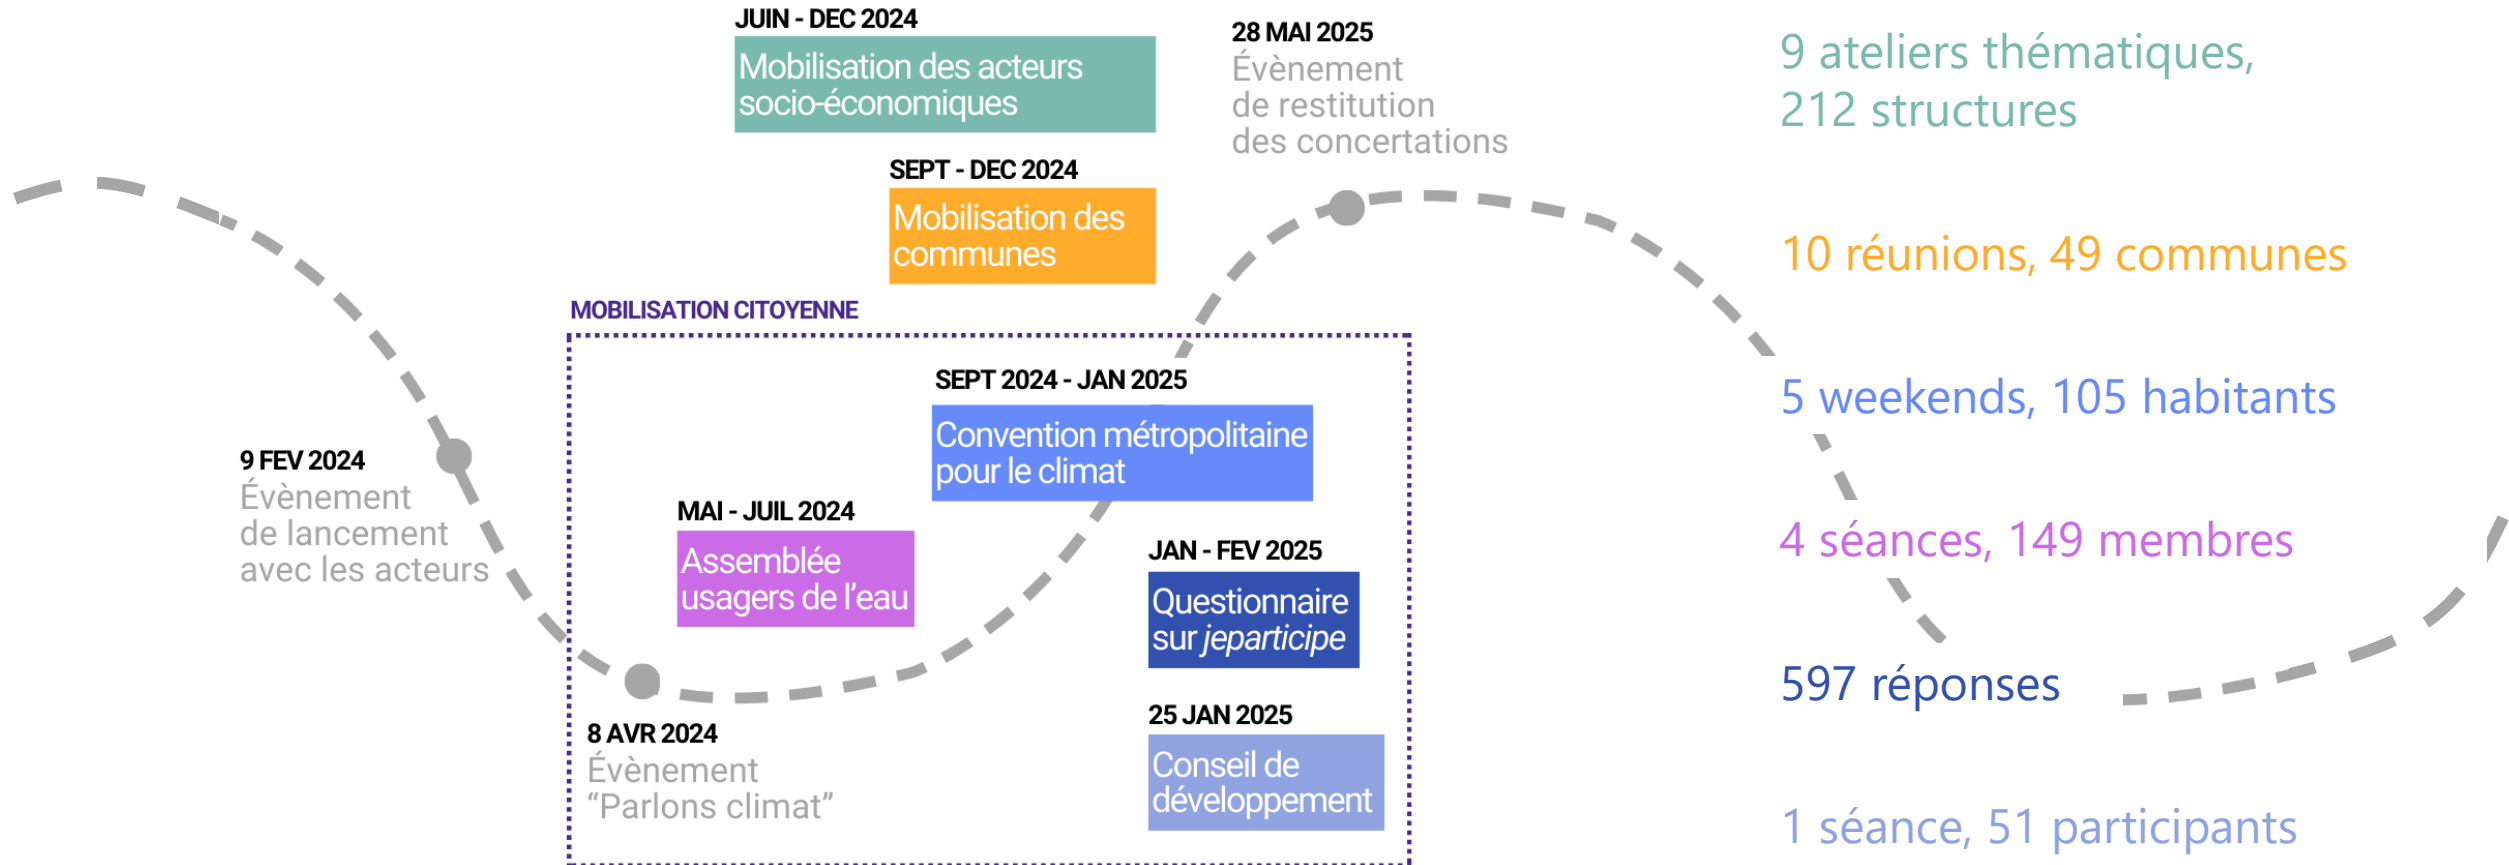 JUIN - DEC 2024
Mobilisation des acteurs
socio-économiques
28 MAI 2025
Évènement
de restitution
des concertations
9 ateliers thématiques,
212 structures
SEPT - DEC 2024
Mobilisation des
communes
10 réunions, 49 communes
MOBILISATION CITOYENNE
SEPT 2024 - JAN 2025
Convention métropolitaine
pour le climat
5 weekends, 105 habitants
9 FEV 2024
Évènement
de lancement
avec les acteurs
MAI - JUIL 2024
Assemblée
usagers de l'eau
4 séances, 149 membres
JAN - FEV 2025
Questionnaire
sur jeparticipe
597 réponses
8 AVR 2024
Évènement
“Parlons climat”
25 JAN 2025
Conseil de
développement
1 séance, 51 participants